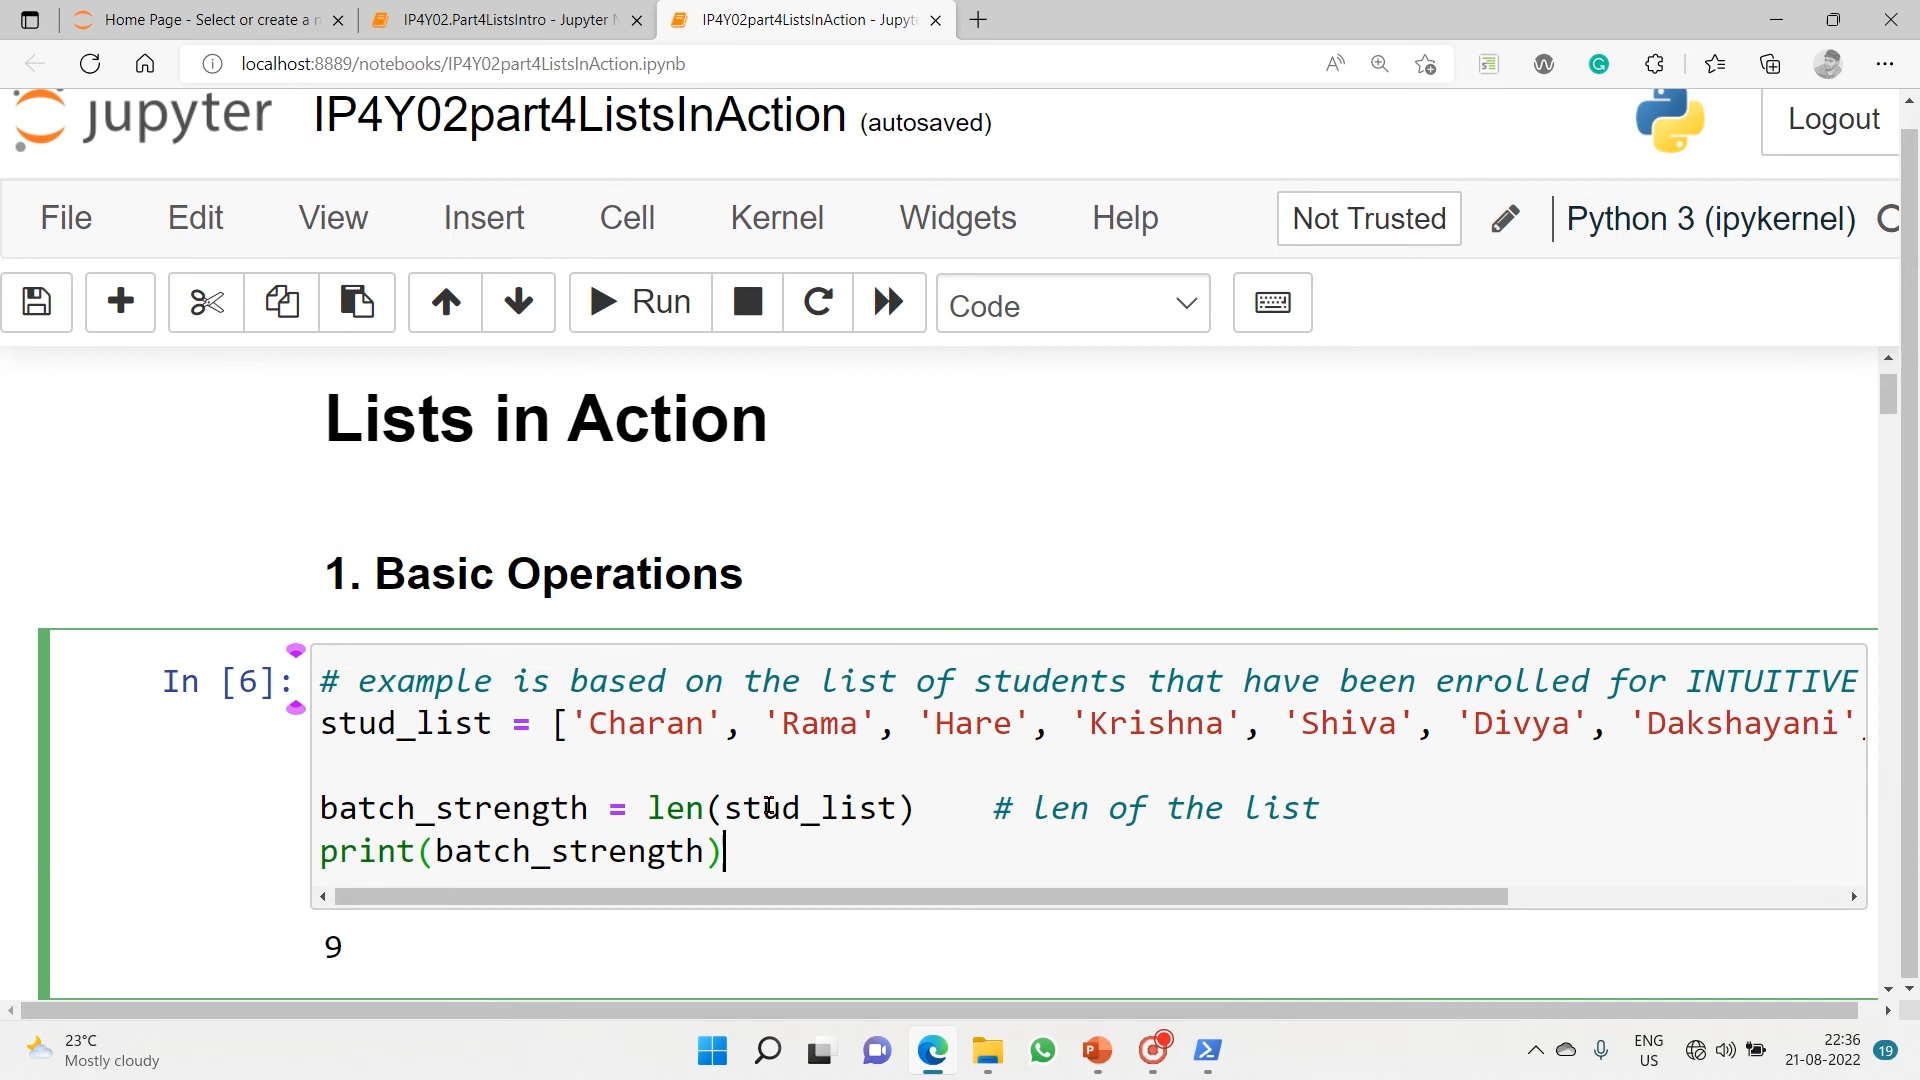 Home Page - Select or create a n
IP4Y02.Part4ListsIntro - Jupyter N
IP4Y02part4ListsInAction - Jupyte
localhost:8889/notebooks/IP4Y02part4ListsInAction.ipynb
jupyter IP4Y02part4ListsInAction (autosaved)
Logout
File Edit View Insert Cell Kernel Widgets Help Not Trusted Python 3 (ipykernel)
Run Code
Lists in Action
1. Basic Operations
In [6]: # example is based on the list of students that have been enrolled for INTUITIVE
stud_list = ['Charan', 'Rama', 'Hare', 'Krishna', 'Shiva', 'Divya', 'Dakshayani'
batch_strength = len(stud_list) # len of the list
print(batch_strength)
9
23°C
Mostly cloudy
ENG
US
22:36
21-08-2022
19